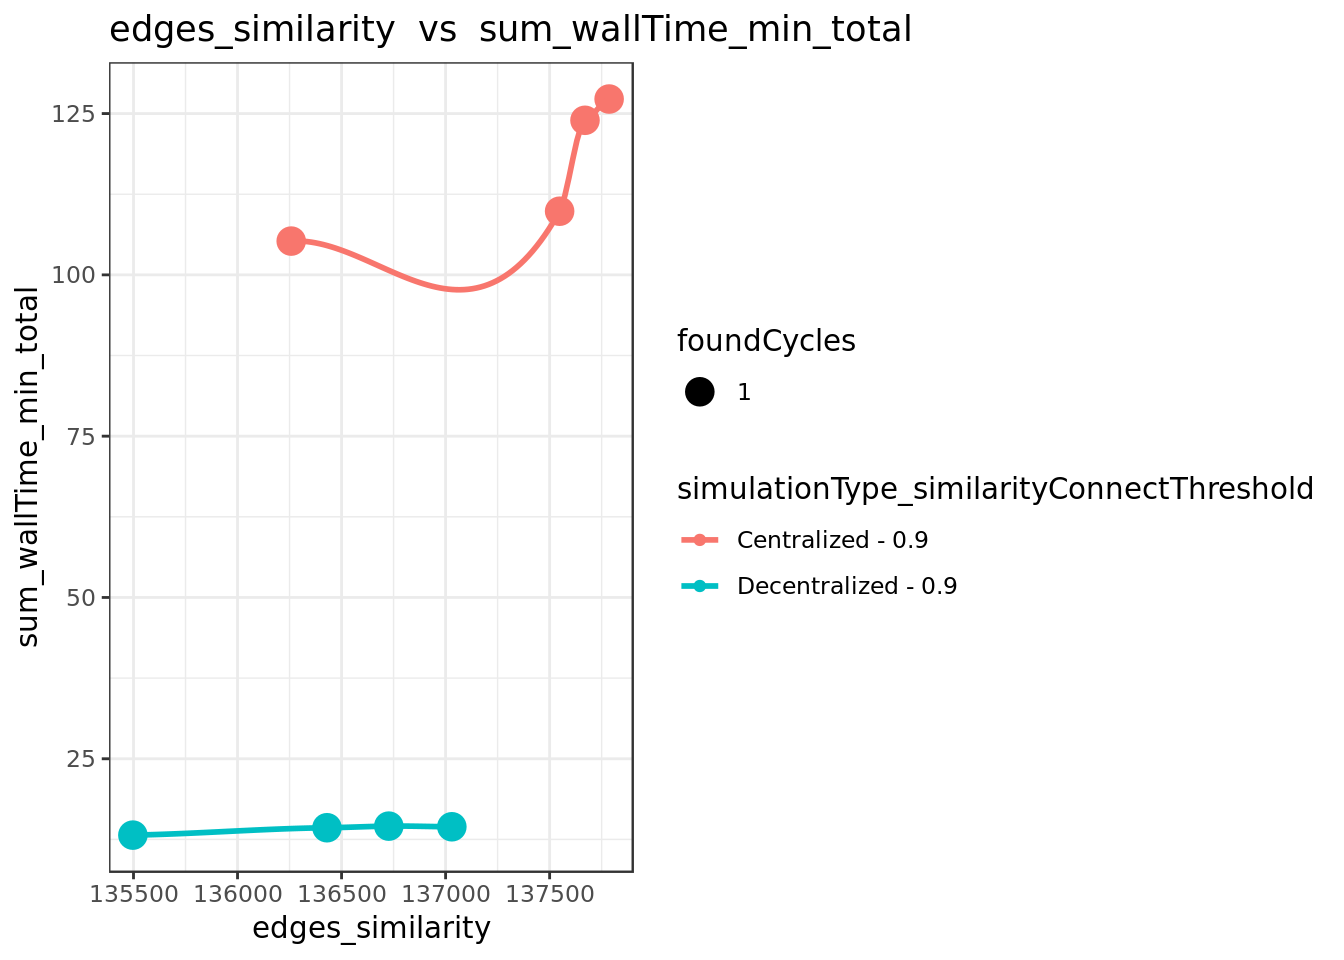 edges_similarity  vs  sum_wallTime_min_total
sum_wallTime_min_total
125
100
75
50
25
135500 136000 136500 137000 137500
edges_similarity
foundCycles
1
simulationType_similarityConnectThreshold
Centralized - 0.9
Decentralized - 0.9